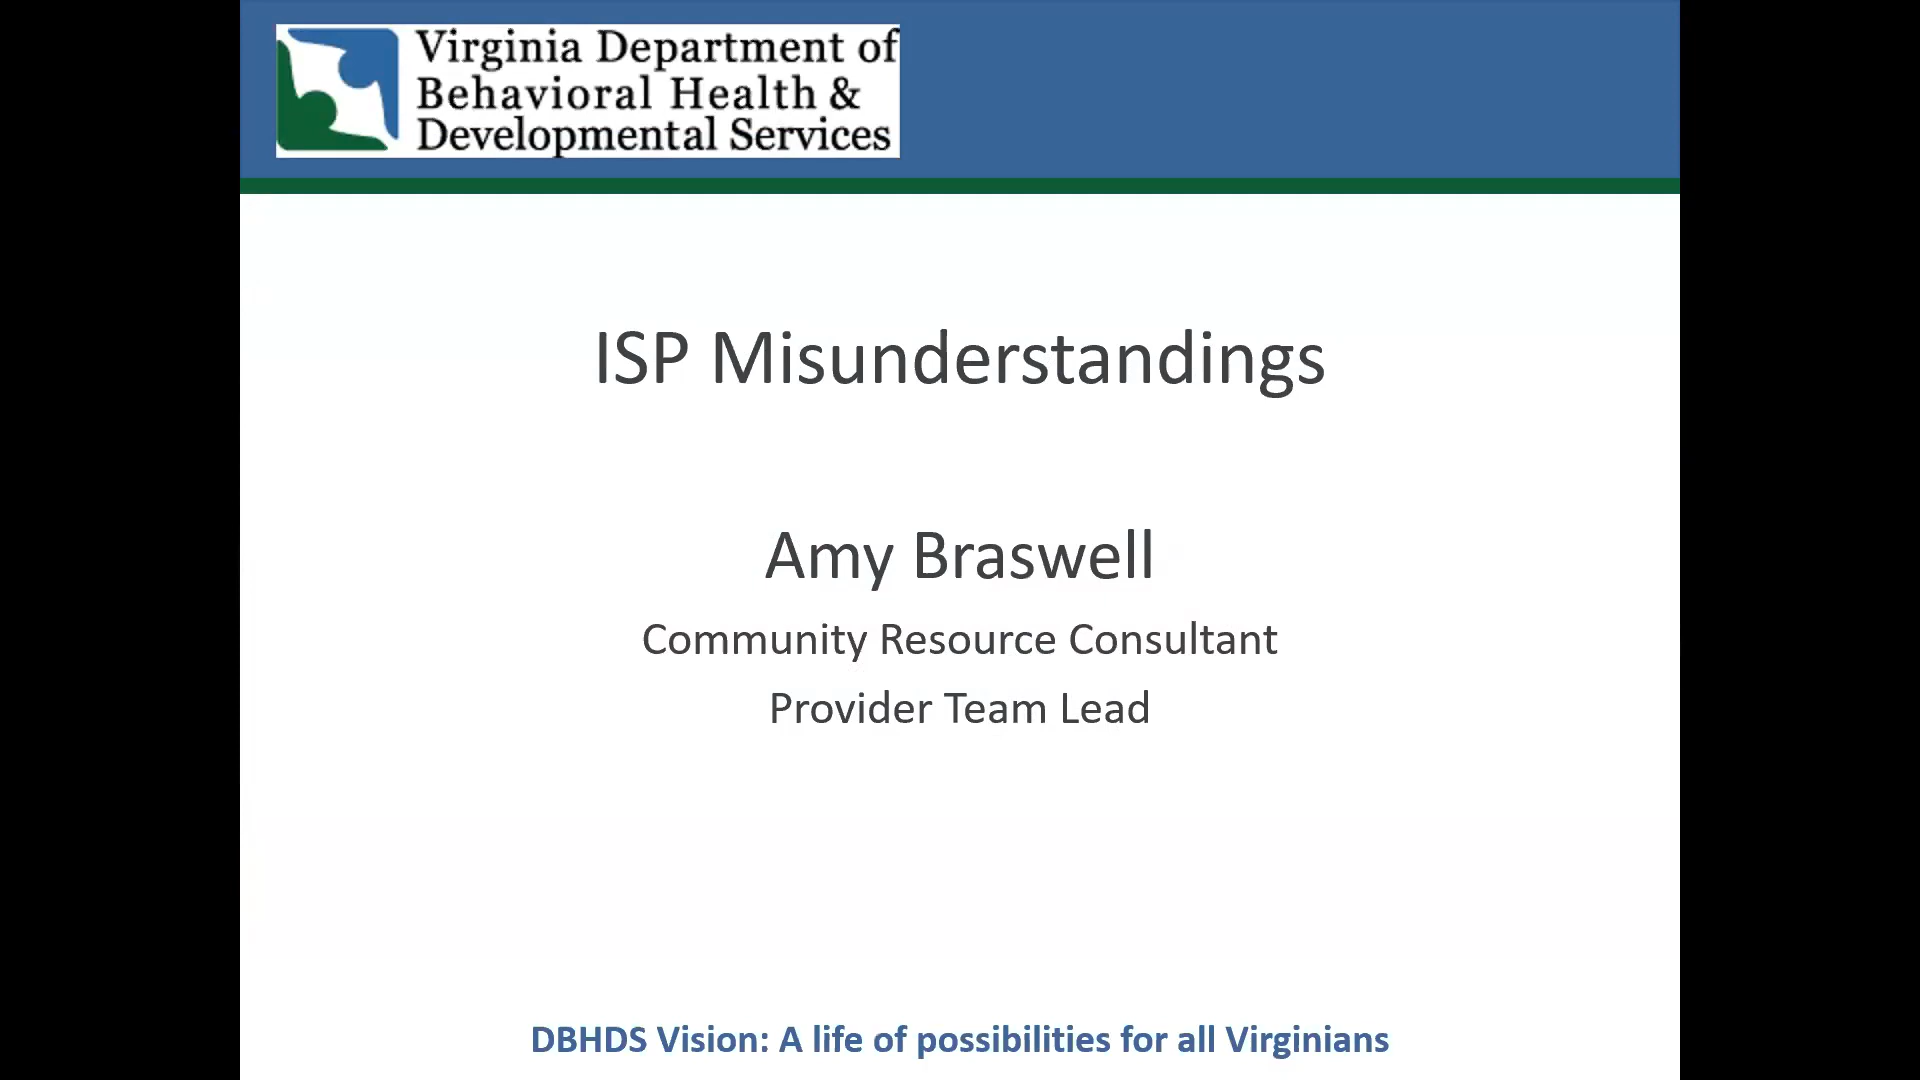 Virginia Department of
Behavioral Health &
Developmental Services
ISP Misunderstandings
Amy Braswell
Community Resource Consultant
Provider Team Lead
DBHDS Vision: A life of possibilities for all Virginians